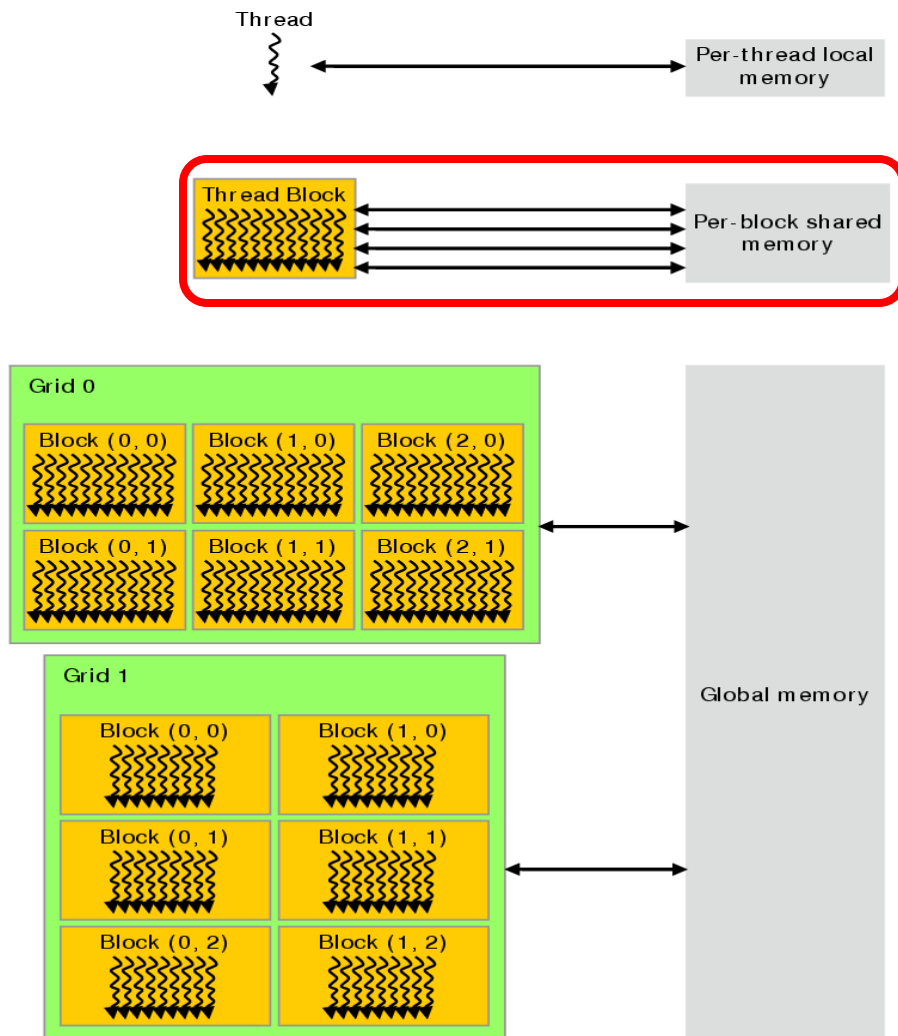 Thread
Per-thread local
memory
Thread Block
Per-block shared
memory
Grid 0
Block (0, 0)
Block (1, 0)
Block (2, 0)
Block (0, 1)
Block (1, 1)
Block (2, 1)
Grid 1
Block (0, 0)
Block (1, 0)
Global memory
Block (0, 1)
Block (1, 1)
Block (0, 2)
Block (1, 2)